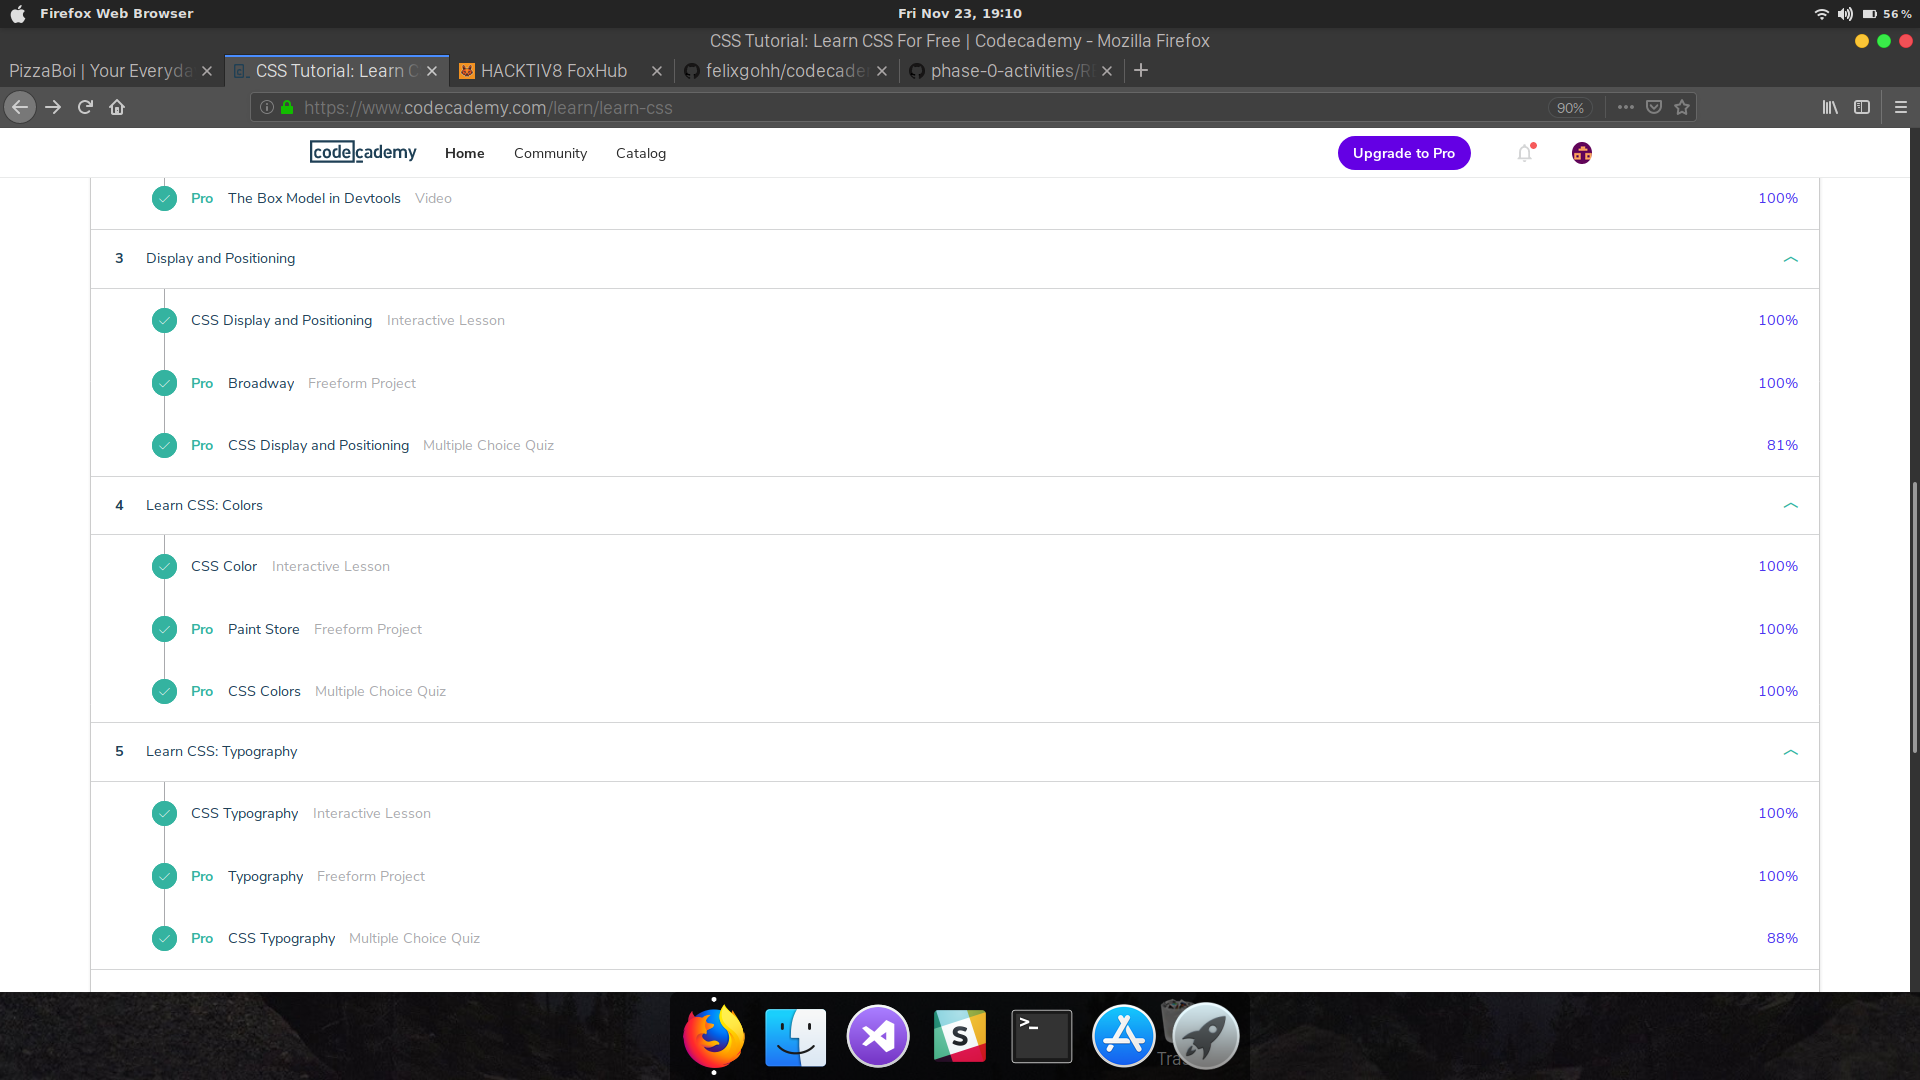 Firefox Web Browser Fri Nov 23, 19:10 56%
CSS Tutorial: Learn CSS For Free | Codecademy - Mozilla Firefox
PizzaBoi | Your Everyda CSS Tutorial: Learn C HACKTIV8 FoxHub felixgohh/codecade phase-0-activities/R
https://www.codecademy.com/learn/learn-css 90%
codecademy Home Community Catalog Upgrade to Pro
Pro The Box Model in Devtools Video 100%
3 Display and Positioning
CSS Display and Positioning Interactive Lesson 100%
Pro Broadway Freeform Project 100%
Pro CSS Display and Positioning Multiple Choice Quiz 81%
4 Learn CSS: Colors
CSS Color Interactive Lesson 100%
Pro Paint Store Freeform Project 100%
Pro CSS Colors Multiple Choice Quiz 100%
5 Learn CSS: Typography
CSS Typography Interactive Lesson 100%
Pro Typography Freeform Project 100%
Pro CSS Typography Multiple Choice Quiz 88%
S >_
Tra